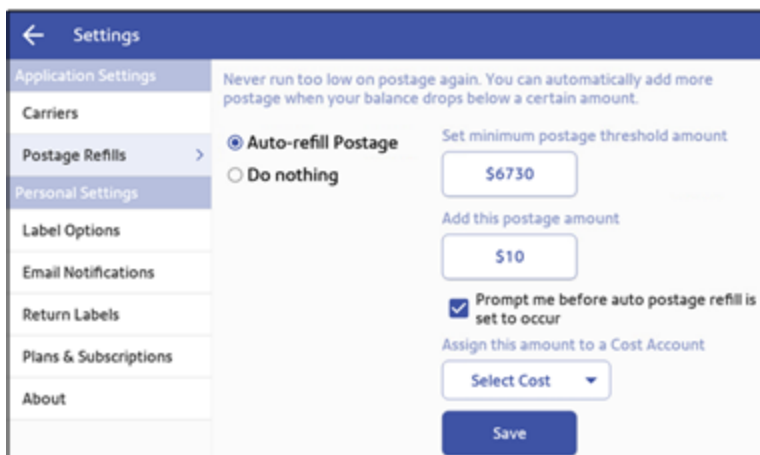 Settings
Application Settings
Carriers
Postage Refills
Personal Settings
Label Options
Email Notifications
Return Labels
Plans & Subscriptions
About
Never run too low on postage again. You can automatically add more
postage when your balance drops below a certain amount.
Auto-refill Postage
Do nothing
Set minimum postage threshold amount
$6730
Add this postage amount
$10
Prompt me before auto postage refill is
set to occur
Assign this amount to a Cost Account
Select Cost
Save